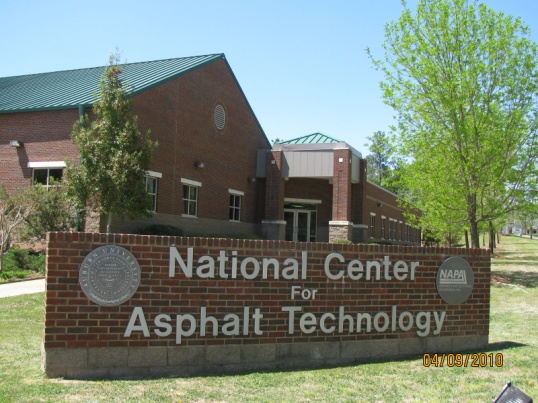 National Center
For
Asphalt Technology
NAPA
04/09/2010